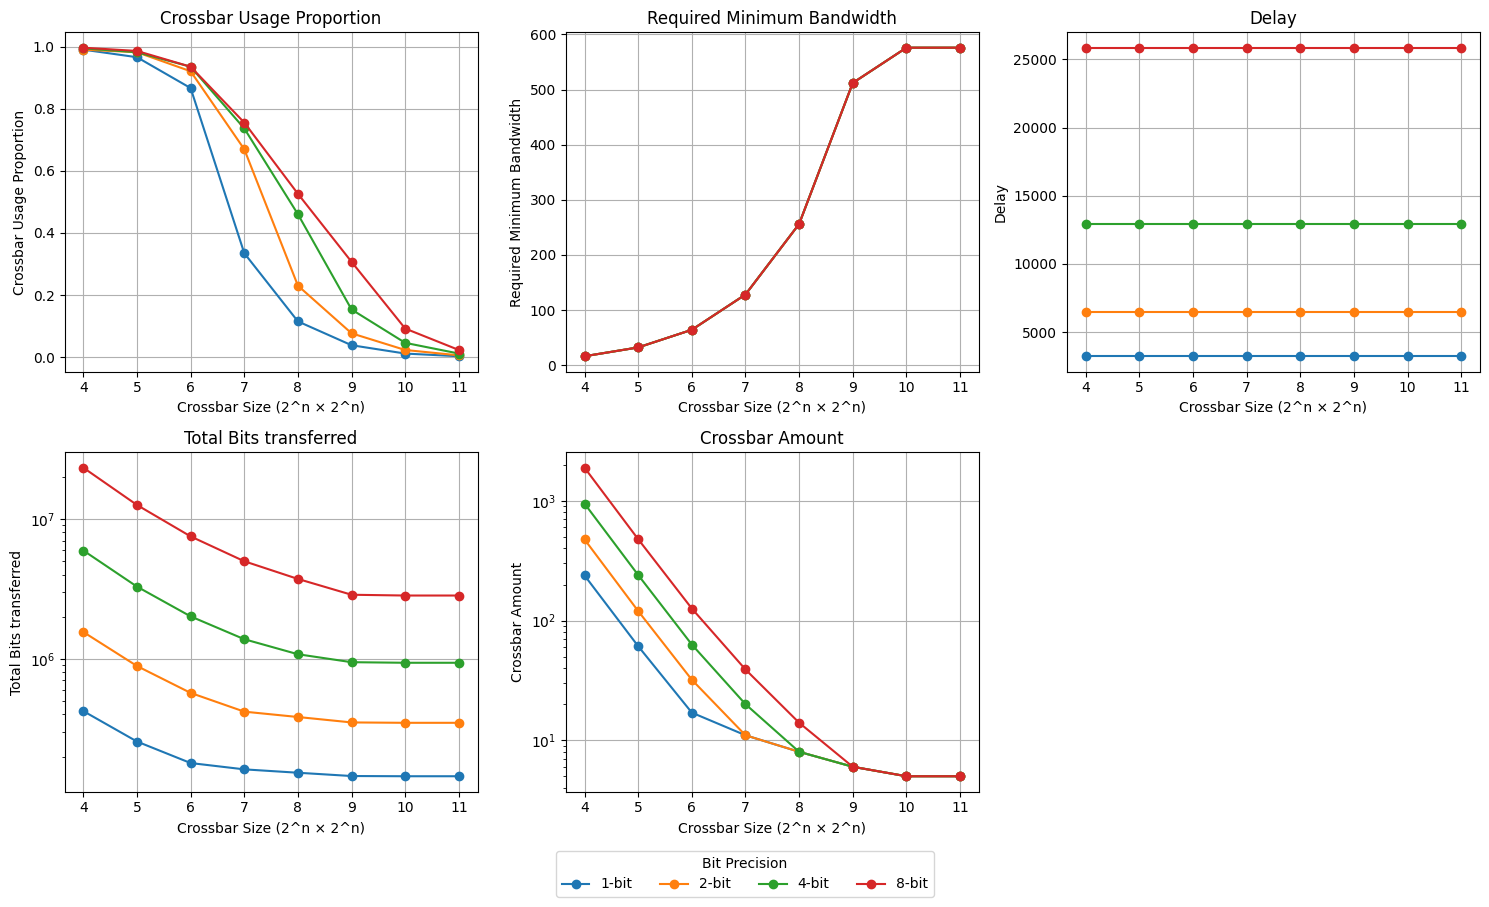 Crossbar Usage Proportion
Crossbar Usage Proportion
1.0
0.8
0.6
0.4
0.2
0.0
4 5 6 7 8 9 10 11
Crossbar Size (2^n × 2^n)
Required Minimum Bandwidth
Required Minimum Bandwidth
600
500
400
300
200
100
0
4 5 6 7 8 9 10 11
Crossbar Size (2^n × 2^n)
Delay
Delay
25000
20000
15000
10000
5000
4 5 6 7 8 9 10 11
Crossbar Size (2^n × 2^n)
Total Bits transferred
Total Bits transferred
10^7
10^6
4 5 6 7 8 9 10 11
Crossbar Size (2^n × 2^n)
Crossbar Amount
Crossbar Amount
10^3
10^2
10^1
4 5 6 7 8 9 10 11
Crossbar Size (2^n × 2^n)
Bit Precision
1-bit 2-bit 4-bit 8-bit